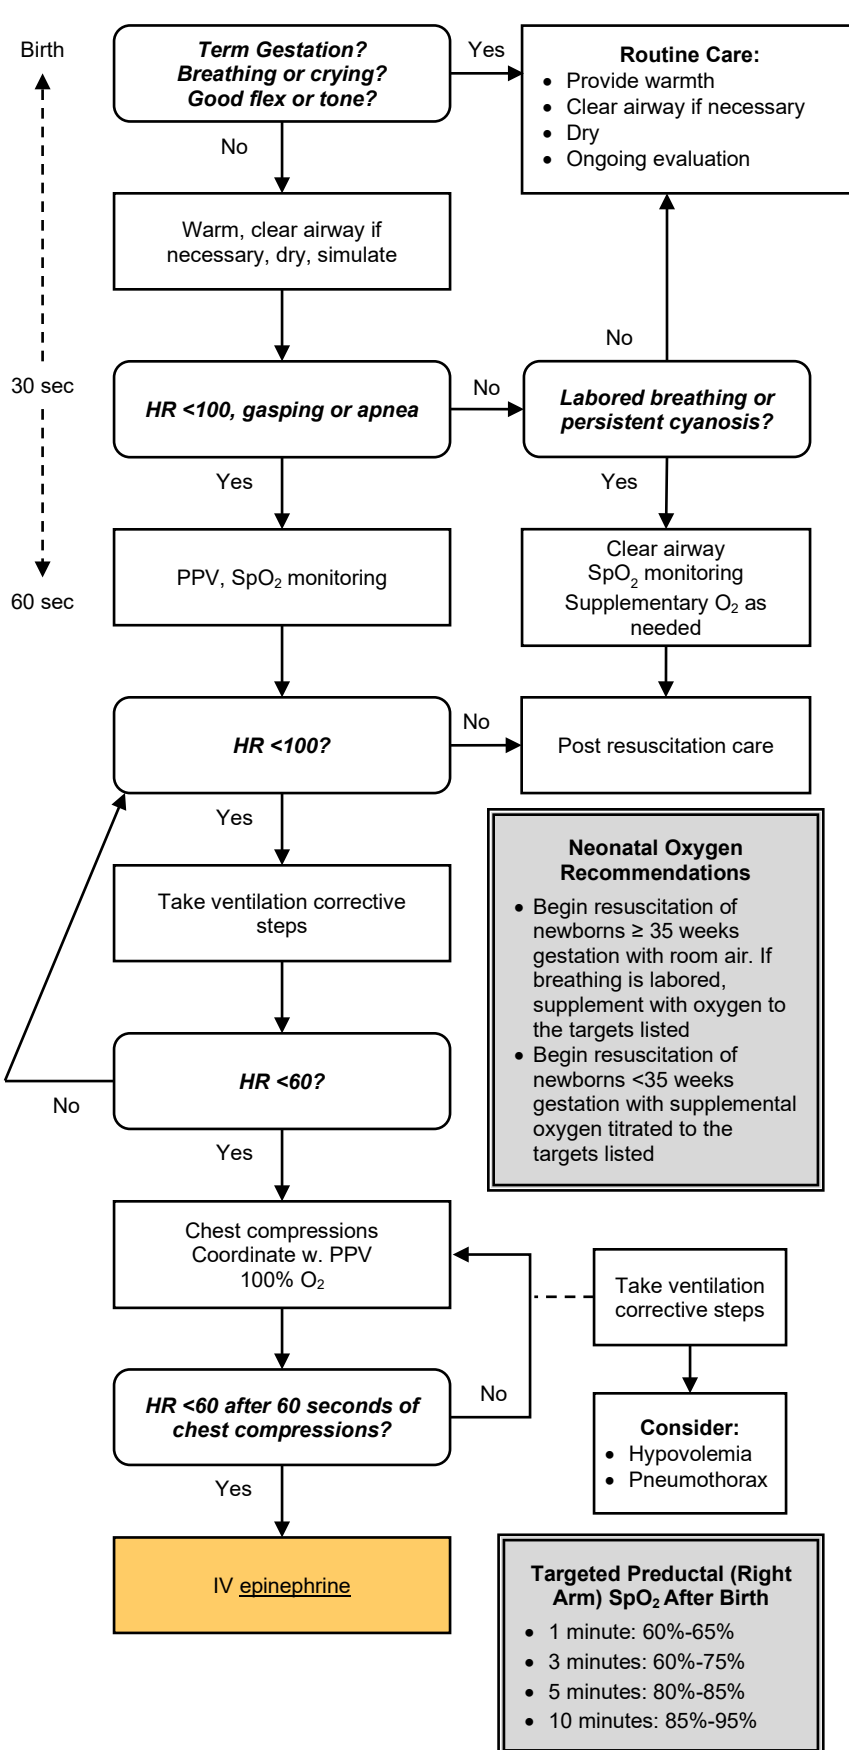 Birth
Term Gestation?
Breathing or crying?
Good flex or tone?
Yes
Routine Care:
• Provide warmth
• Clear airway if necessary
• Dry
• Ongoing evaluation
No
Warm, clear airway if
necessary, dry, simulate
No
30 sec
HR <100, gasping or apnea
No
Labored breathing or
persistent cyanosis?
Yes
Yes
60 sec
PPV, SpO₂ monitoring
Clear airway
SpO₂ monitoring
Supplementary O₂ as
needed
HR <100?
No
Post resuscitation care
Yes
Take ventilation corrective
steps
Neonatal Oxygen
Recommendations
• Begin resuscitation of
newborns ≥ 35 weeks
gestation with room air. If
breathing is labored,
supplement with oxygen to
the targets listed
• Begin resuscitation of
newborns <35 weeks
gestation with supplemental
oxygen titrated to the
targets listed
HR <60?
No
Yes
Chest compressions
Coordinate w. PPV
100% O₂
Take ventilation
corrective steps
HR <60 after 60 seconds of
chest compressions?
No
Consider:
• Hypovolemia
• Pneumothorax
Yes
IV epinephrine
Targeted Preductal (Right
Arm) SpO₂ After Birth
• 1 minute: 60%-65%
• 3 minutes: 60%-75%
• 5 minutes: 80%-85%
• 10 minutes: 85%-95%